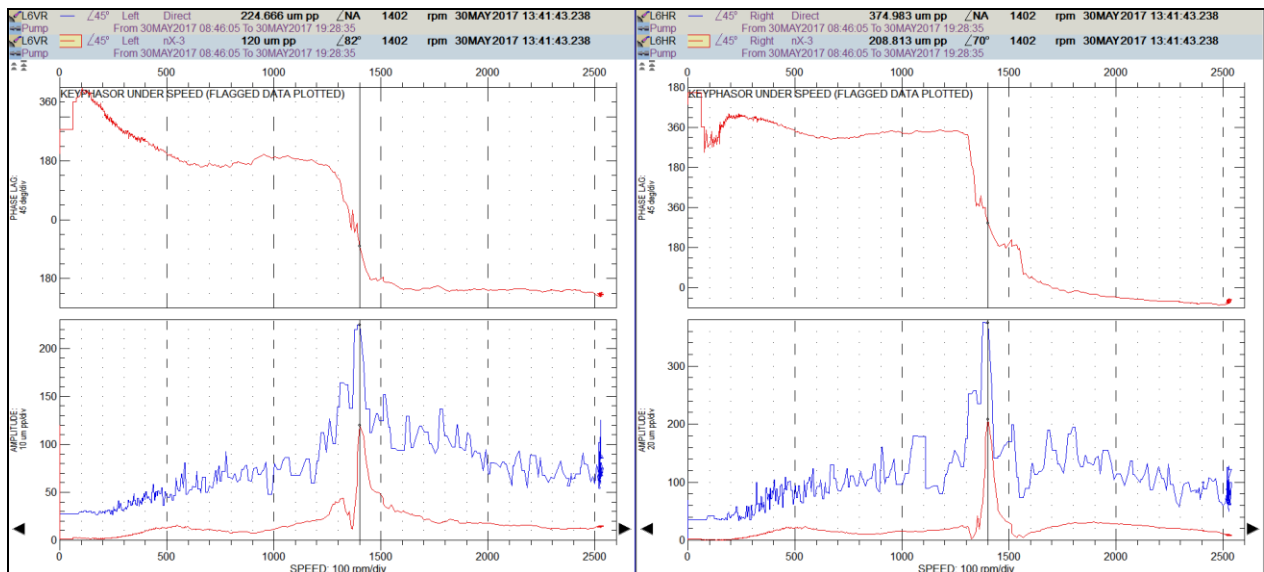 L6VR ∠45° Left Direct 224.666 um pp ∠NA 1402 rpm 30MAY2017 13:41:43.238
Pump From 30MAY2017 08:46:05 To 30MAY2017 19:28:35
L6VR ∠45° Left nX-3 120 um pp ∠82° 1402 rpm 30MAY2017 13:41:43.238
Pump From 30MAY2017 08:46:05 To 30MAY2017 19:28:35
0 500 1000 1500 2000 2500
KEYPHASOR UNDER SPEED (FLAGGED DATA PLOTTED)
360
180
0
180
PHASE LAG:
45 deg/div
200
150
100
50
0
AMPLITUDE:
10 um pp/div
0 500 1000 1500 2000 2500
SPEED: 100 rpm/div
L6HR ∠45° Right Direct 374.983 um pp ∠NA 1402 rpm 30MAY2017 13:41:43.238
Pump From 30MAY2017 08:46:05 To 30MAY2017 19:28:35
L6HR ∠45° Right nX-3 208.813 um pp ∠70° 1402 rpm 30MAY2017 13:41:43.238
Pump From 30MAY2017 08:46:05 To 30MAY2017 19:28:35
0 500 1000 1500 2000 2500
KEYPHASOR UNDER SPEED (FLAGGED DATA PLOTTED)
180
360
180
360
180
0
PHASE LAG:
45 deg/div
300
200
100
0
AMPLITUDE:
20 um pp/div
0 500 1000 1500 2000 2500
SPEED: 100 rpm/div